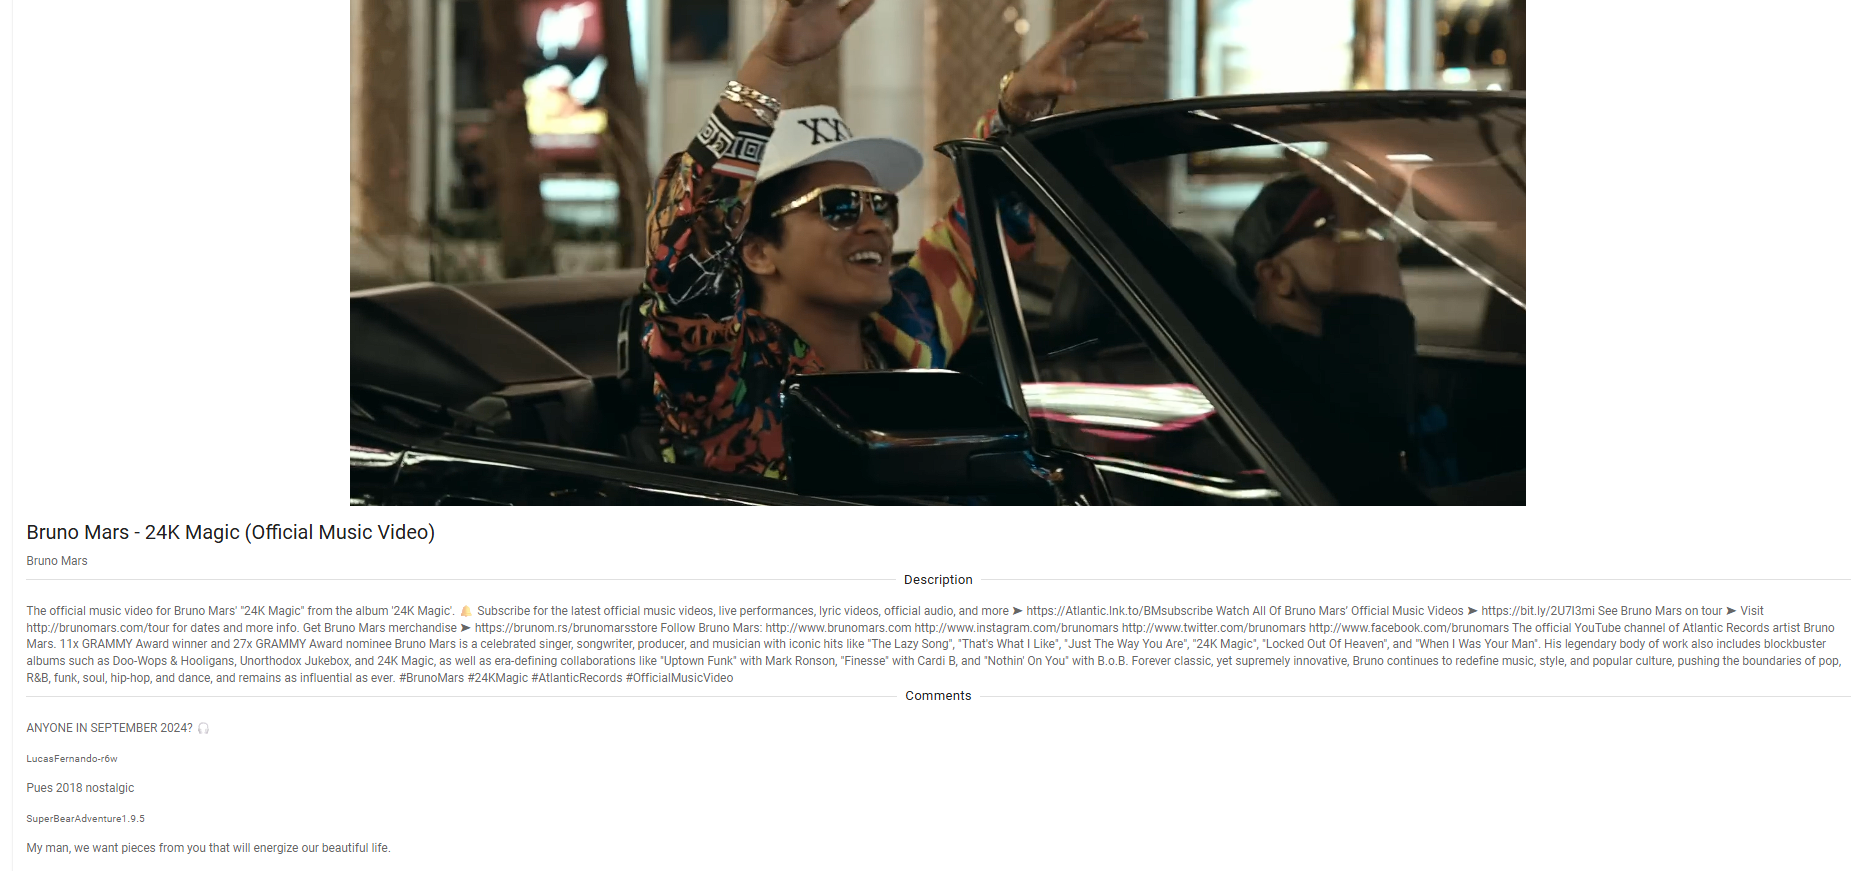 XX
Bruno Mars - 24K Magic (Official Music Video)
Bruno Mars
Description
The official music video for Bruno Mars' "24K Magic" from the album '24K Magic'. 🔔 Subscribe for the latest official music videos, live performances, lyric videos, official audio, and more ➤ https://Atlantic.lnk.to/BMsubscribe Watch All Of Bruno Mars' Official Music Videos ➤ https://bit.ly/2U7I3mi See Bruno Mars on tour ➤ Visit
http://brunomars.com/tour for dates and more info. Get Bruno Mars merchandise ➤ https://brunom.rs/brunomarsstore Follow Bruno Mars: http://www.brunomars.com http://www.instagram.com/brunomars http://www.twitter.com/brunomars http://www.facebook.com/brunomars The official YouTube channel of Atlantic Records artist Bruno
Mars. 11x GRAMMY Award winner and 27x GRAMMY Award nominee Bruno Mars is a celebrated singer, songwriter, producer, and musician with iconic hits like "The Lazy Song", "That's What I Like", "Just The Way You Are", "24K Magic", "Locked Out Of Heaven", and "When I Was Your Man". His legendary body of work also includes blockbuster
albums such as Doo-Wops & Hooligans, Unorthodox Jukebox, and 24K Magic, as well as era-defining collaborations like "Uptown Funk" with Mark Ronson, "Finesse" with Cardi B, and "Nothin' On You" with B.o.B. Forever classic, yet supremely innovative, Bruno continues to redefine music, style, and popular culture, pushing the boundaries of pop,
R&B, funk, soul, hip-hop, and dance, and remains as influential as ever. #BrunoMars #24KMagic #AtlanticRecords #OfficialMusicVideo
Comments
ANYONE IN SEPTEMBER 2024? 🎧
LucasFernando-r6w
Pues 2018 nostalgic
SuperBearAdventure1.9.5
My man, we want pieces from you that will energize our beautiful life.